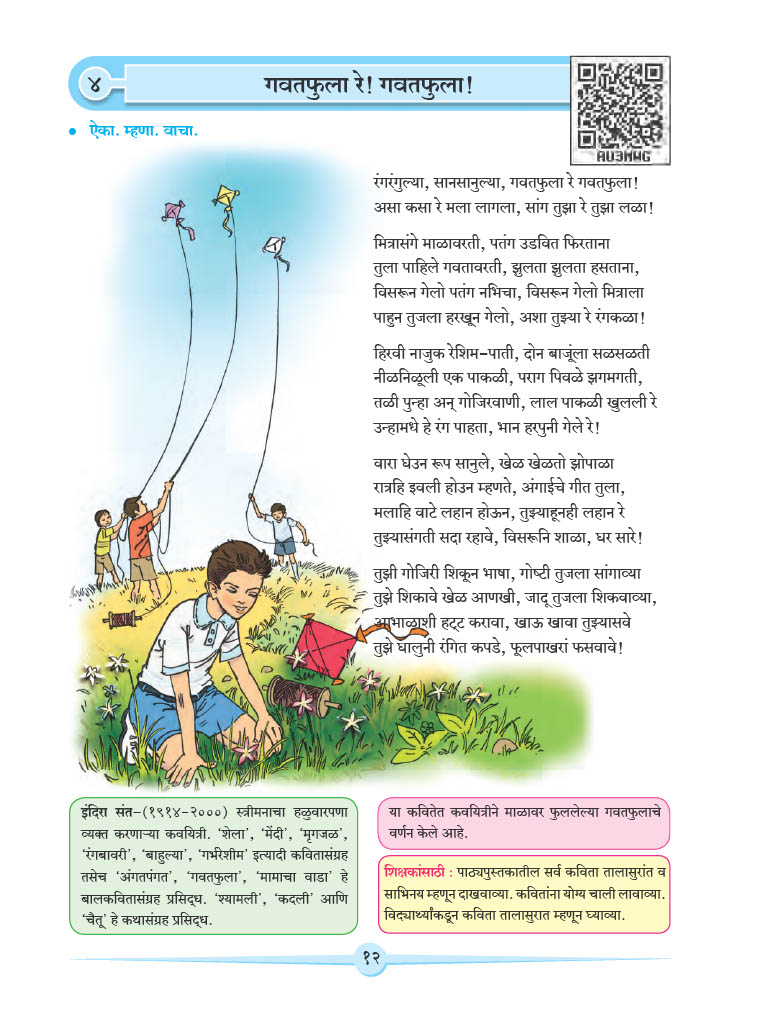 ४
गवतफुला रे! गवतफुला!
AU3MWG
• ऐका. म्हणा. वाचा.
रंगरंगुल्या, सानसानुल्या, गवतफुला रे गवतफुला!
असा कसा रे मला लागला, सांग तुझा रे तुझा लळा!
मित्रासंगे माळावरती, पतंग उडवित फिरताना
तुला पाहिले गवतावरती, झुलता झुलता हसताना,
विसरून गेलो पतंग नभिचा, विसरून गेलो मित्राला
पाहुन तुजला हरखून गेलो, अशा तुझ्या रे रंगकळा!
हिरवी नाजुक रेशिम-पाती, दोन बाजूंला सळसळती
नीळनिळूली एक पाकळी, पराग पिवळे झगमगती,
तळी पुन्हा अन् गोजिरवाणी, लाल पाकळी खुलली रे
उन्हामधे हे रंग पाहता, भान हरपुनी गेले रे!
वारा घेउन रूप सानुले, खेळ खेळतो झोपाळा
रात्रहि इवली होउन म्हणते, अंगाईचे गीत तुला,
मलाहि वाटे लहान होऊन, तुझ्याहूनही लहान रे
तुझ्यासंगती सदा रहावे, विसरूनि शाळा, घर सारे!
तुझी गोजिरी शिकून भाषा, गोष्टी तुजला सांगाव्या
तुझे शिकावे खेळ आणखी, जादू तुजला शिकवाव्या,
आभाळाशी हट्ट करावा, खाऊ खावा तुझ्यासवे
तुझे घालुनी रंगित कपडे, फूलपाखरां फसवावे!
इंदिरा संत-(१९१४-२०००) स्त्रीमनाचा हळुवारपणा
व्यक्त करणाऱ्या कवयित्री. ‘शेला’, ‘मेंदी’, ‘मृगजळ’,
‘रंगबावरी’, ‘बाहुल्या’, ‘गर्भरेशीम’ इत्यादी कवितासंग्रह
तसेच ‘अंगतपंगत’, ‘गवतफुला’, ‘मामाचा वाडा’ हे
बालकवितासंग्रह प्रसिद्ध. ‘श्यामली’, ‘कदली’ आणि
‘चैतू’ हे कथासंग्रह प्रसिद्ध.
या कवितेत कवयित्रीने माळावर फुललेल्या गवतफुलाचे
वर्णन केले आहे.
शिक्षकांसाठी : पाठ्यपुस्तकातील सर्व कविता तालासुरांत व
साभिनय म्हणून दाखवाव्या. कवितांना योग्य चाली लावाव्या.
विद्यार्थ्यांकडून कविता तालासुरात म्हणून घ्याव्या.
१२